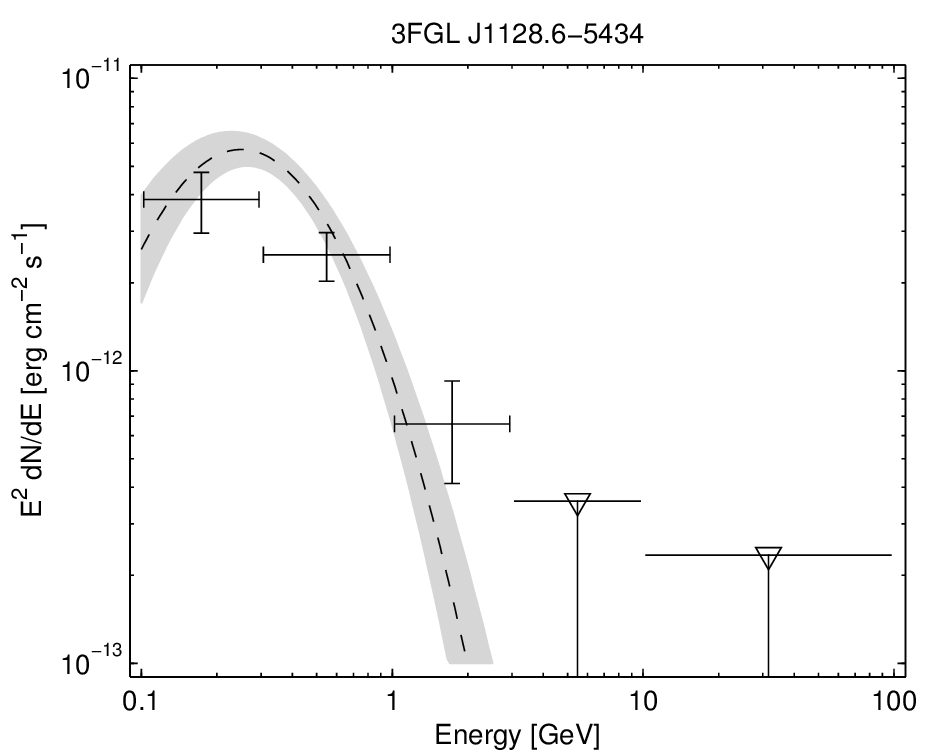 3FGL J1128.6−5434
10⁻¹¹
10⁻¹²
10⁻¹³
E² dN/dE [erg cm⁻² s⁻¹]
0.1 1 10 100
Energy [GeV]